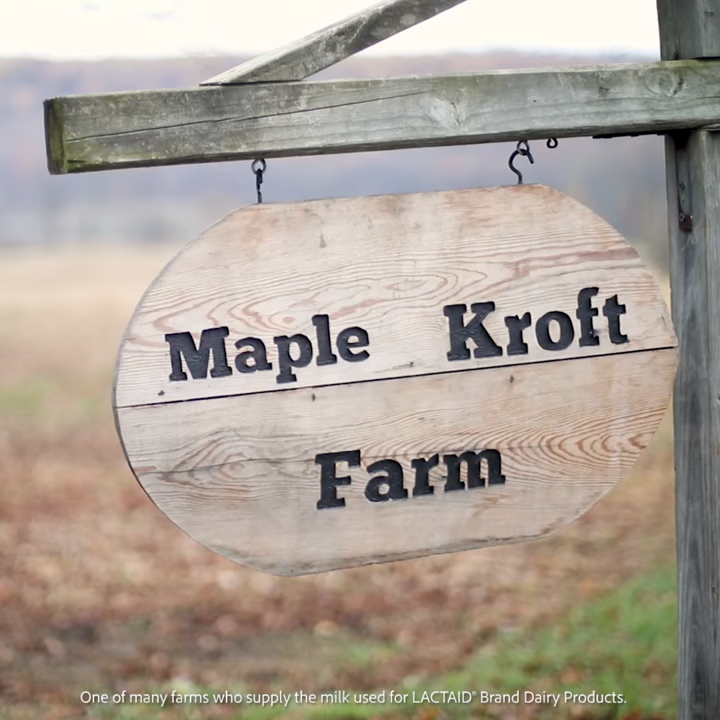 Maple Kroft
Farm
One of many farms who supply the milk used for LACTAID® Brand Dairy Products.